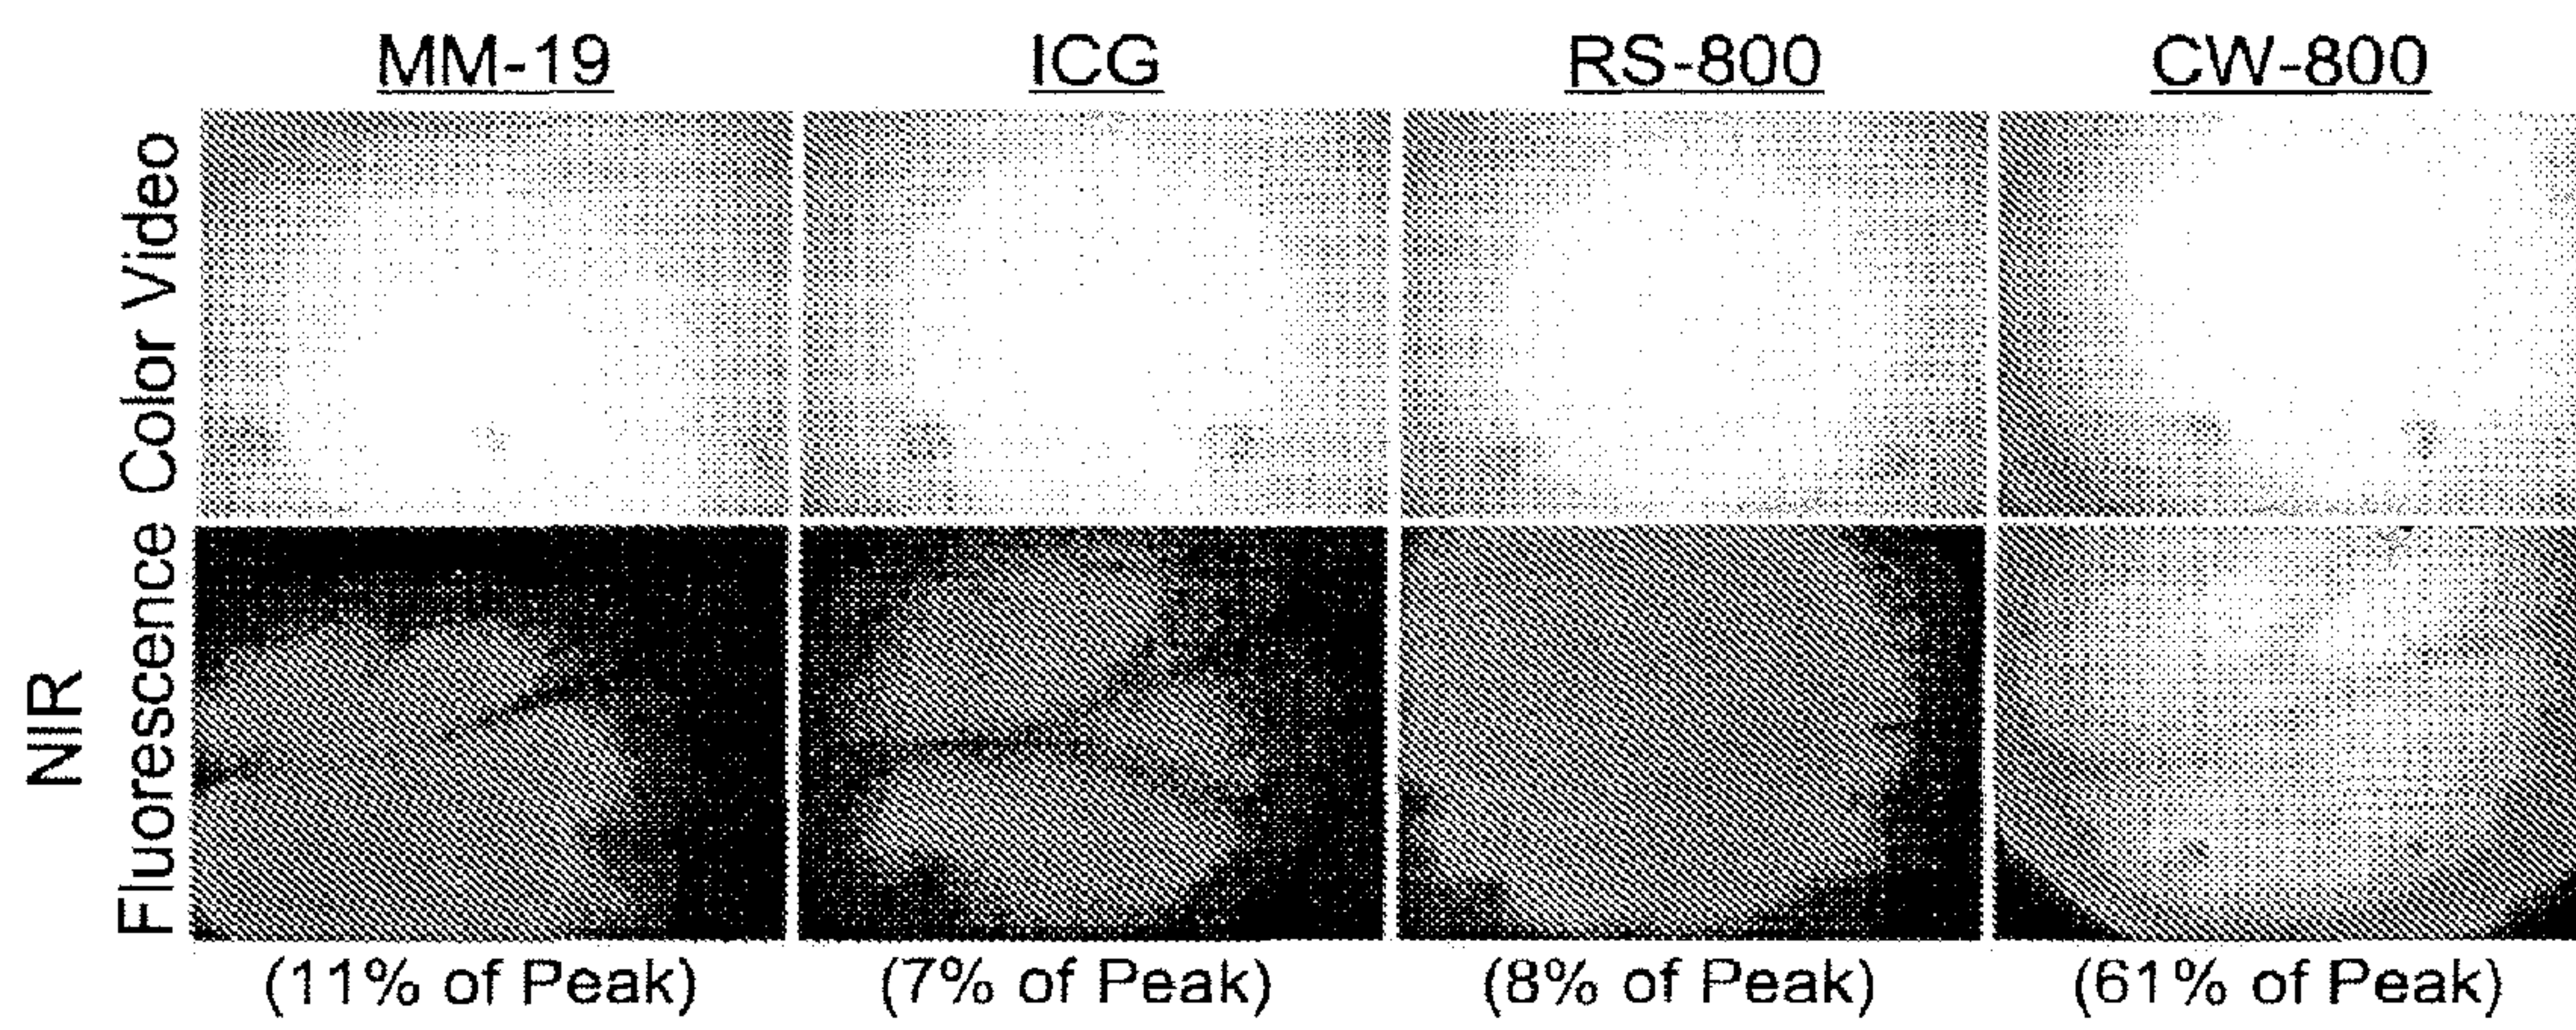 MM-19
ICG
RS-800
CW-800
Color Video
NIR
Fluorescence
(11% of Peak)
(7% of Peak)
(8% of Peak)
(61% of Peak)